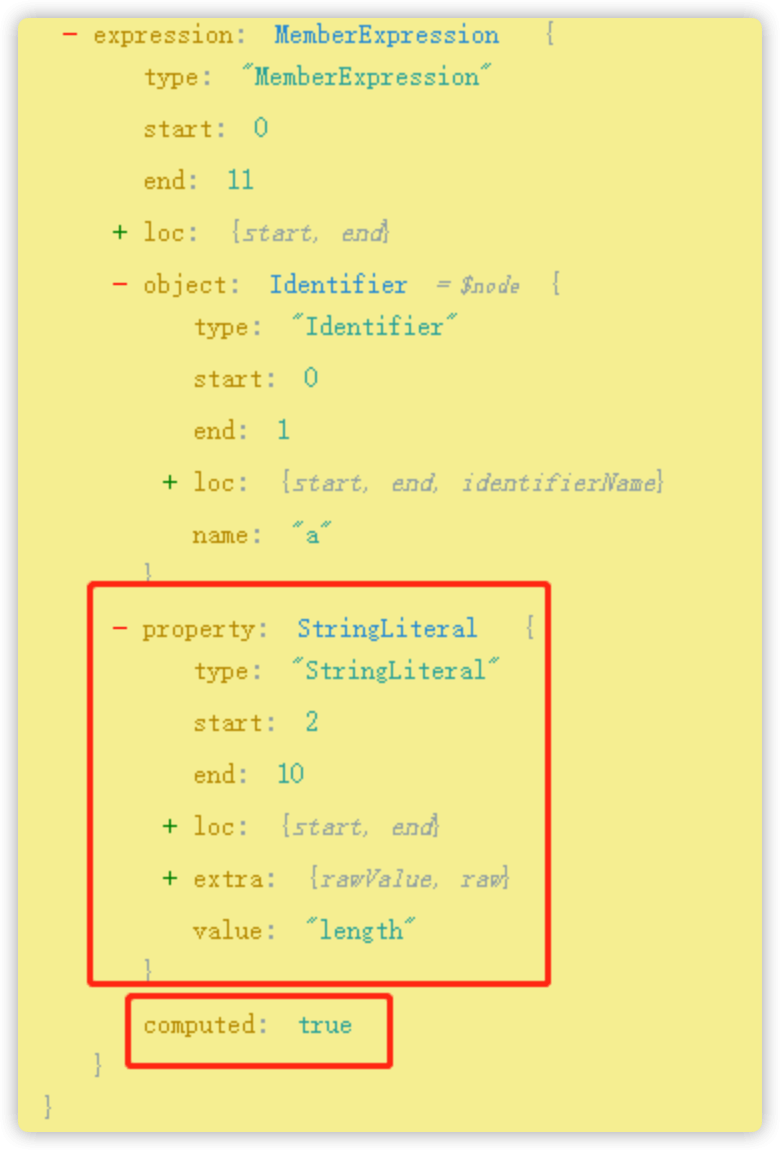 - expression: MemberExpression {
type: "MemberExpression"
start: 0
end: 11
+ loc: {start, end}
- object: Identifier = $node {
type: "Identifier"
start: 0
end: 1
+ loc: {start, end, identifierName}
name: "a"
}
- property: StringLiteral {
type: "StringLiteral"
start: 2
end: 10
+ loc: {start, end}
+ extra: {rawValue, raw}
value: "length"
}
computed: true
}
}